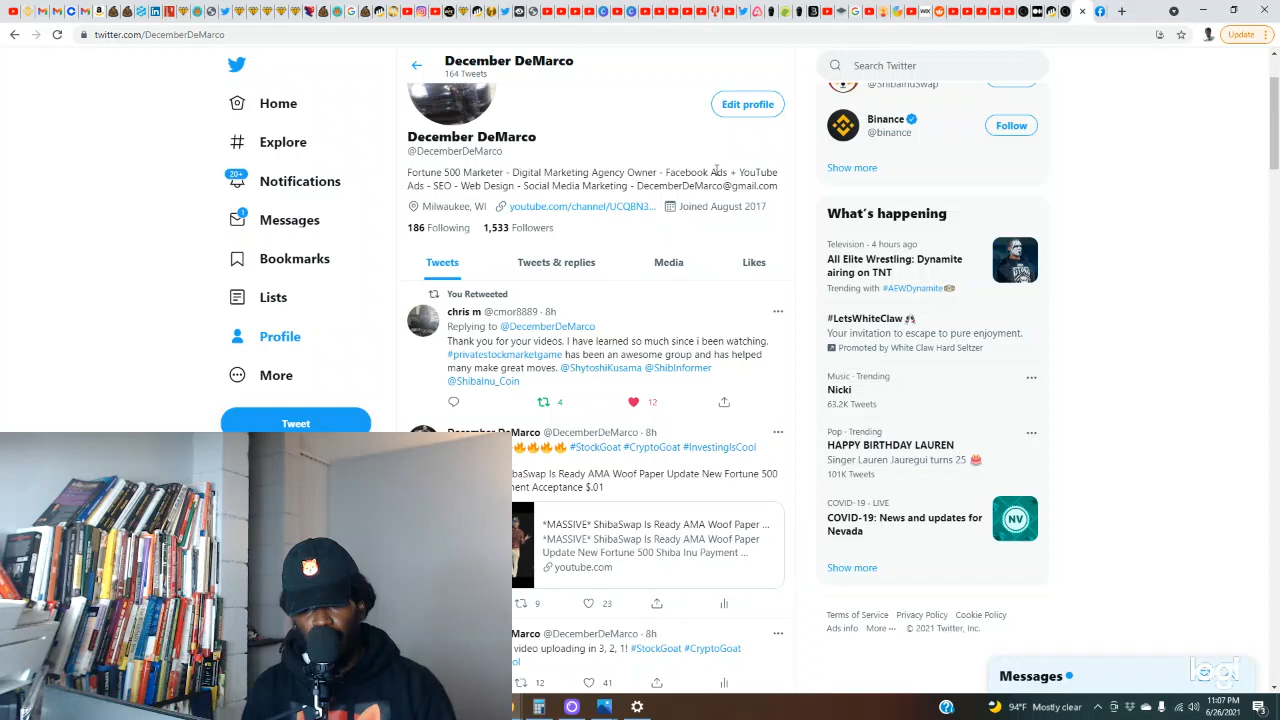 twitter.com/DecemberDeMarco
Update
December DeMarco
164 Tweets
Search Twitter
@ShibainuSwap
Home
Edit profile
Binance
@binance
Follow
December DeMarco
Explore
@DecemberDeMarco
Show more
20+
Notifications
Fortune 500 Marketer - Digital Marketing Agency Owner - Facebook Ads + YouTube
Ads - SEO - Web Design - Social Media Marketing - DecemberDeMarco@gmail.com
1
Messages
Milwaukee, WI youtube.com/channel/UCQBN3... Joined August 2017
What's happening
186 Following 1,533 Followers
Bookmarks
Television · 4 hours ago
All Elite Wrestling: Dynamite
airing on TNT
Trending with #AEWDynamite
Tweets Tweets & replies Media Likes
Lists
You Retweeted
chris m @cmor8889 · 8h
Replying to @DecemberDeMarco
Thank you for your videos. I have learned so much since i been watching.
#privatestockmarketgame has been an awesome group and has helped
many make great moves. @ShytoshiKusama @ShibInformer
@ShibaInu_Coin
4 12
#LetsWhiteClaw
Your invitation to escape to pure enjoyment.
Promoted by White Claw Hard Seltzer
Profile
More
Music · Trending
Nicki
63.2K Tweets
Tweet
Pop · Trending
HAPPY BIRTHDAY LAUREN
Singer Lauren Jauregui turns 25
101K Tweets
December DeMarco @DecemberDeMarco · 8h
#StockGoat #CryptoGoat #InvestingIsCool
baSwap Is Ready AMA Woof Paper Update New Fortune 500
ent Acceptance $.01
*MASSIVE* ShibaSwap Is Ready AMA Woof Paper ...
*MASSIVE* ShibaSwap Is Ready AMA Woof Paper
Update New Fortune 500 Shiba Inu Payment ...
youtube.com
9 23
COVID-19 · LIVE
COVID-19: News and updates for
Nevada
NV
Show more
Terms of Service Privacy Policy Cookie Policy
Ads info More ··· © 2021 Twitter, Inc.
Marco @DecemberDeMarco · 8h
video uploading in 3, 2, 1! #StockGoat #CryptoGoat
ol
12 41
Messages
94°F Mostly clear
11:07 PM
6/26/2021